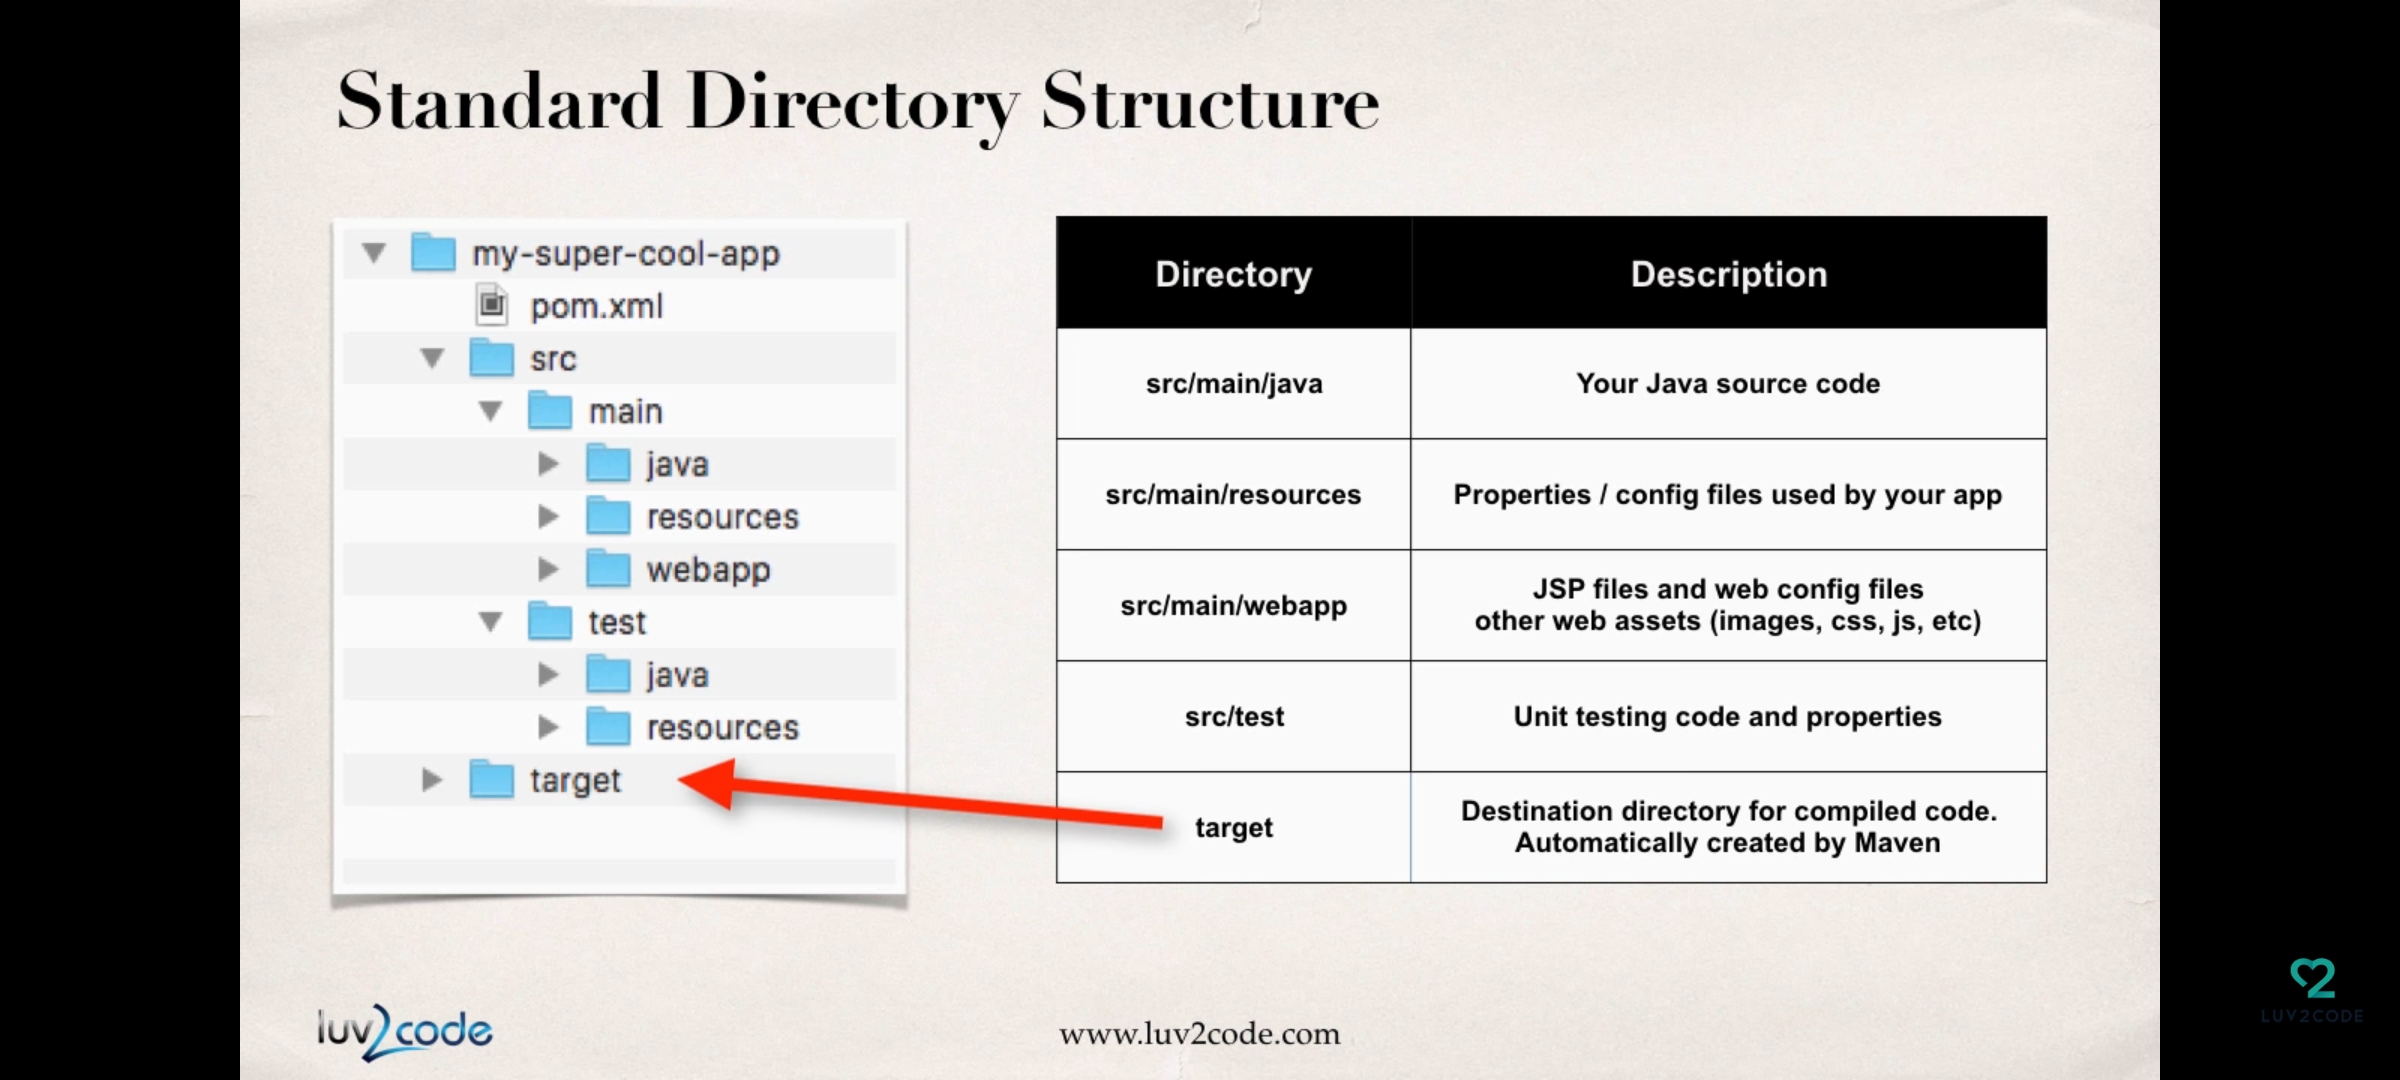 Standard Directory Structure
my-super-cool-app
pom.xml
src
main
java
resources
webapp
test
java
resources
target
Directory Description
src/main/java Your Java source code
src/main/resources Properties / config files used by your app
src/main/webapp JSP files and web config files
other web assets (images, css, js, etc)
src/test Unit testing code and properties
target Destination directory for compiled code.
Automatically created by Maven
luv2code
www.luv2code.com
LUV2CODE